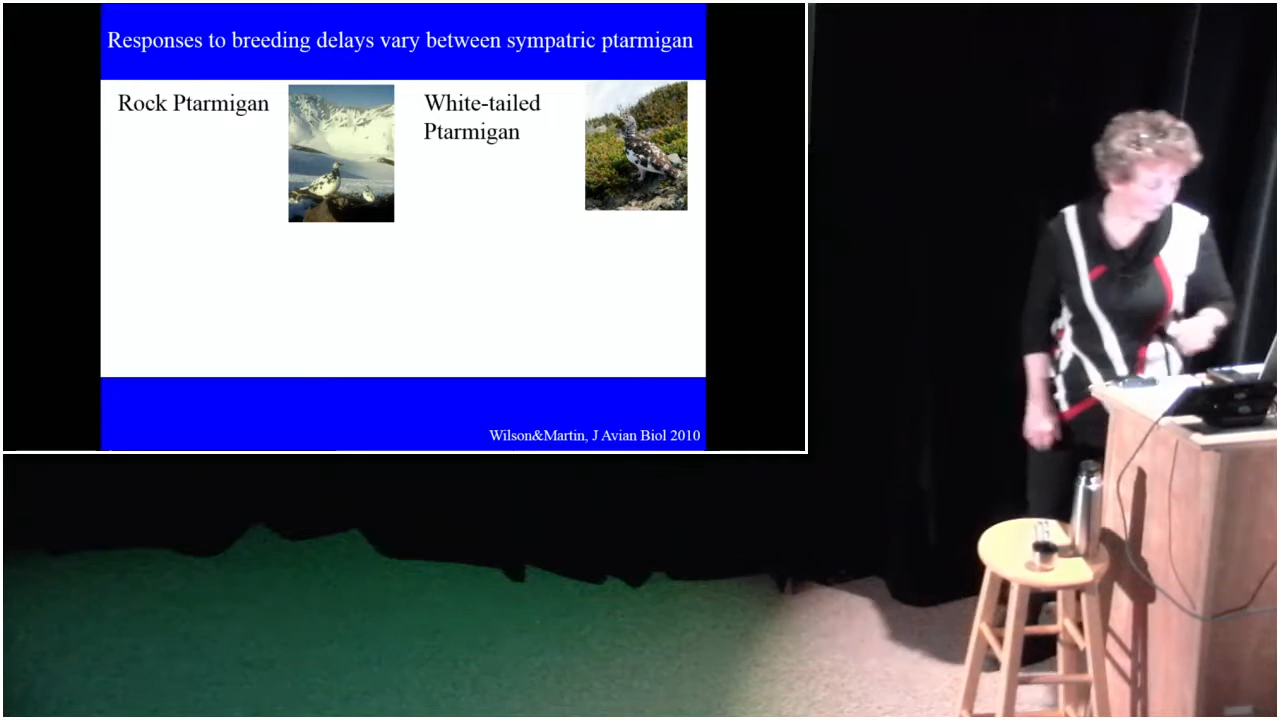 Responses to breeding delays vary between sympatric ptarmigan
Rock Ptarmigan
White-tailed
Ptarmigan
Wilson&Martin, J Avian Biol 2010